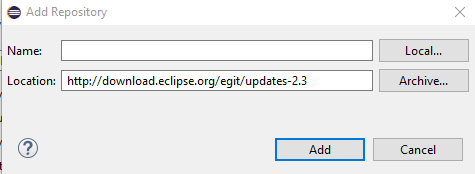 Add Repository
Name: Local...
Location: http://download.eclipse.org/egit/updates-2.3 Archive...
? Add Cancel